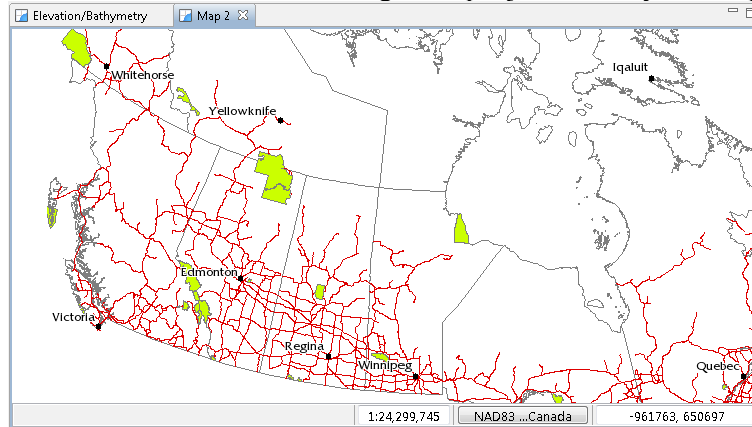 Elevation/Bathymetry
Map 2
Iqaluit
Whitehorse
Yellowknife
Edmonton
Victoria
Regina
Winnipeg
Quebec
1:24,299,745
NAD83 ...Canada
-961763, 650697